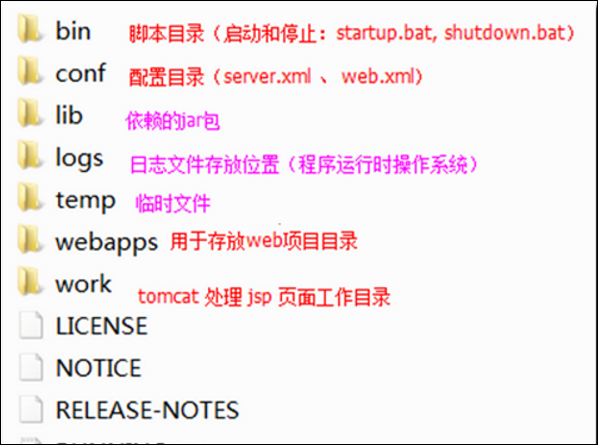 bin 脚本目录（启动和停止：startup.bat, shutdown.bat）
conf 配置目录（server.xml 、 web.xml）
lib 依赖的jar包
logs 日志文件存放位置（程序运行时操作系统）
temp 临时文件
webapps 用于存放web项目目录
work tomcat 处理 jsp 页面工作目录
LICENSE
NOTICE
RELEASE-NOTES